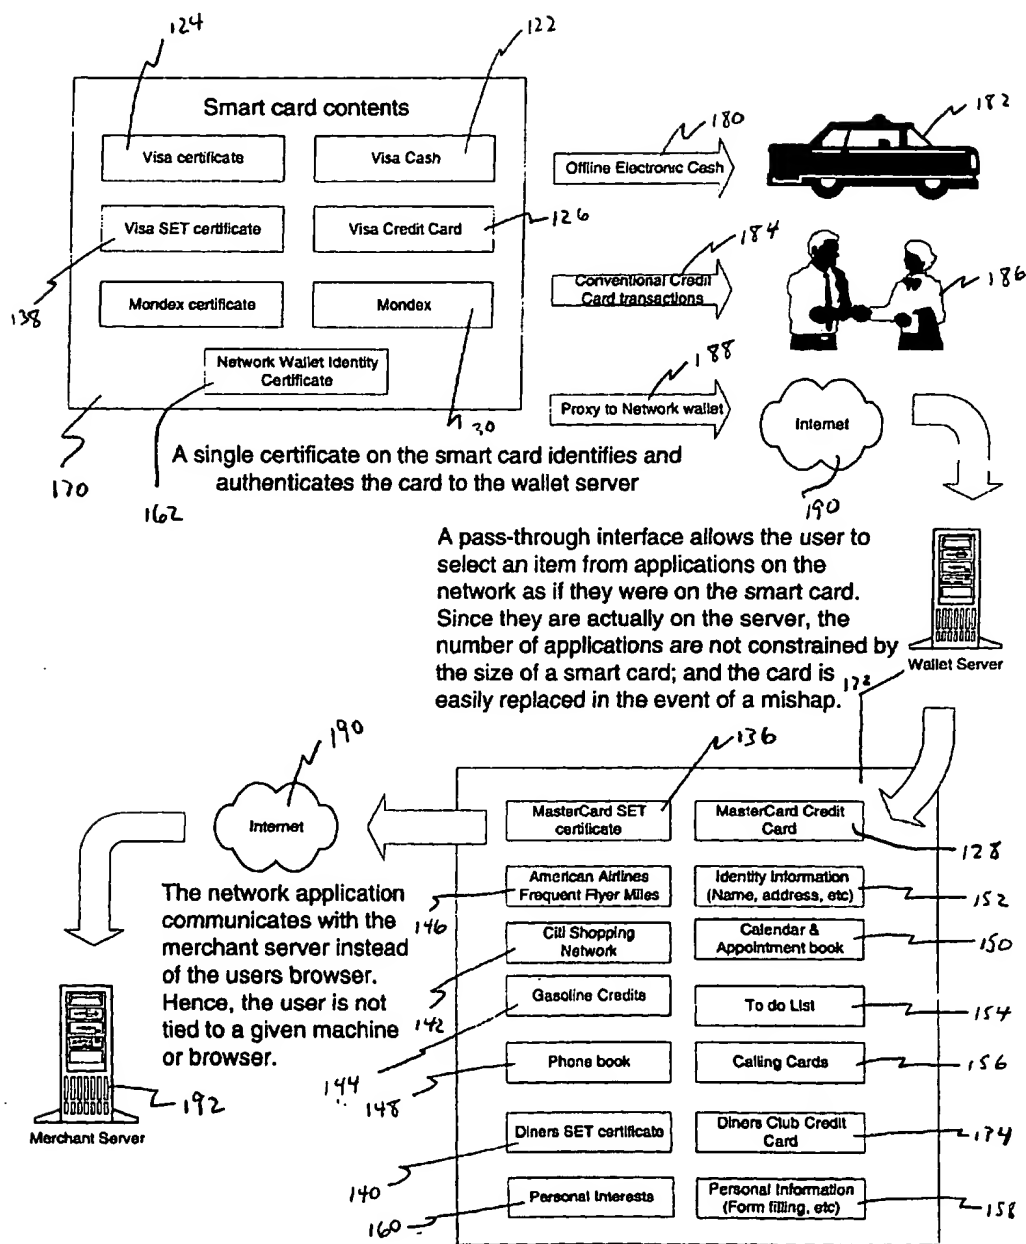 124
122
Smart card contents
Visa certificate
Visa Cash
180
Offline Electronic Cash
182
Visa SET certificate
Visa Credit Card
126
184
Conventional Credit
Card transactions
186
138
Mondex certificate
Mondex
Network Wallet Identity
Certificate
188
Proxy to Network wallet
Internet
30
170
162
190
A single certificate on the smart card identifies and
authenticates the card to the wallet server
A pass-through interface allows the user to
select an item from applications on the
network as if they were on the smart card.
Since they are actually on the server, the
number of applications are not constrained by
the size of a smart card; and the card is
easily replaced in the event of a mishap.
Wallet Server
172
190
136
Internet
MasterCard SET
certificate
MasterCard Credit
Card
128
The network application
communicates with the
merchant server instead
of the users browser.
Hence, the user is not
tied to a given machine
or browser.
American Airlines
Frequent Flyer Miles
146
Identity Information
(Name, address, etc)
152
Citi Shopping
Network
142
Calendar &
Appointment book
150
Gasoline Credits
144
To do List
154
Phone book
148
Calling Cards
156
192
Merchant Server
Diners SET certificate
140
Diners Club Credit
Card
134
Personal Interests
160
Personal Information
(Form filling, etc)
158